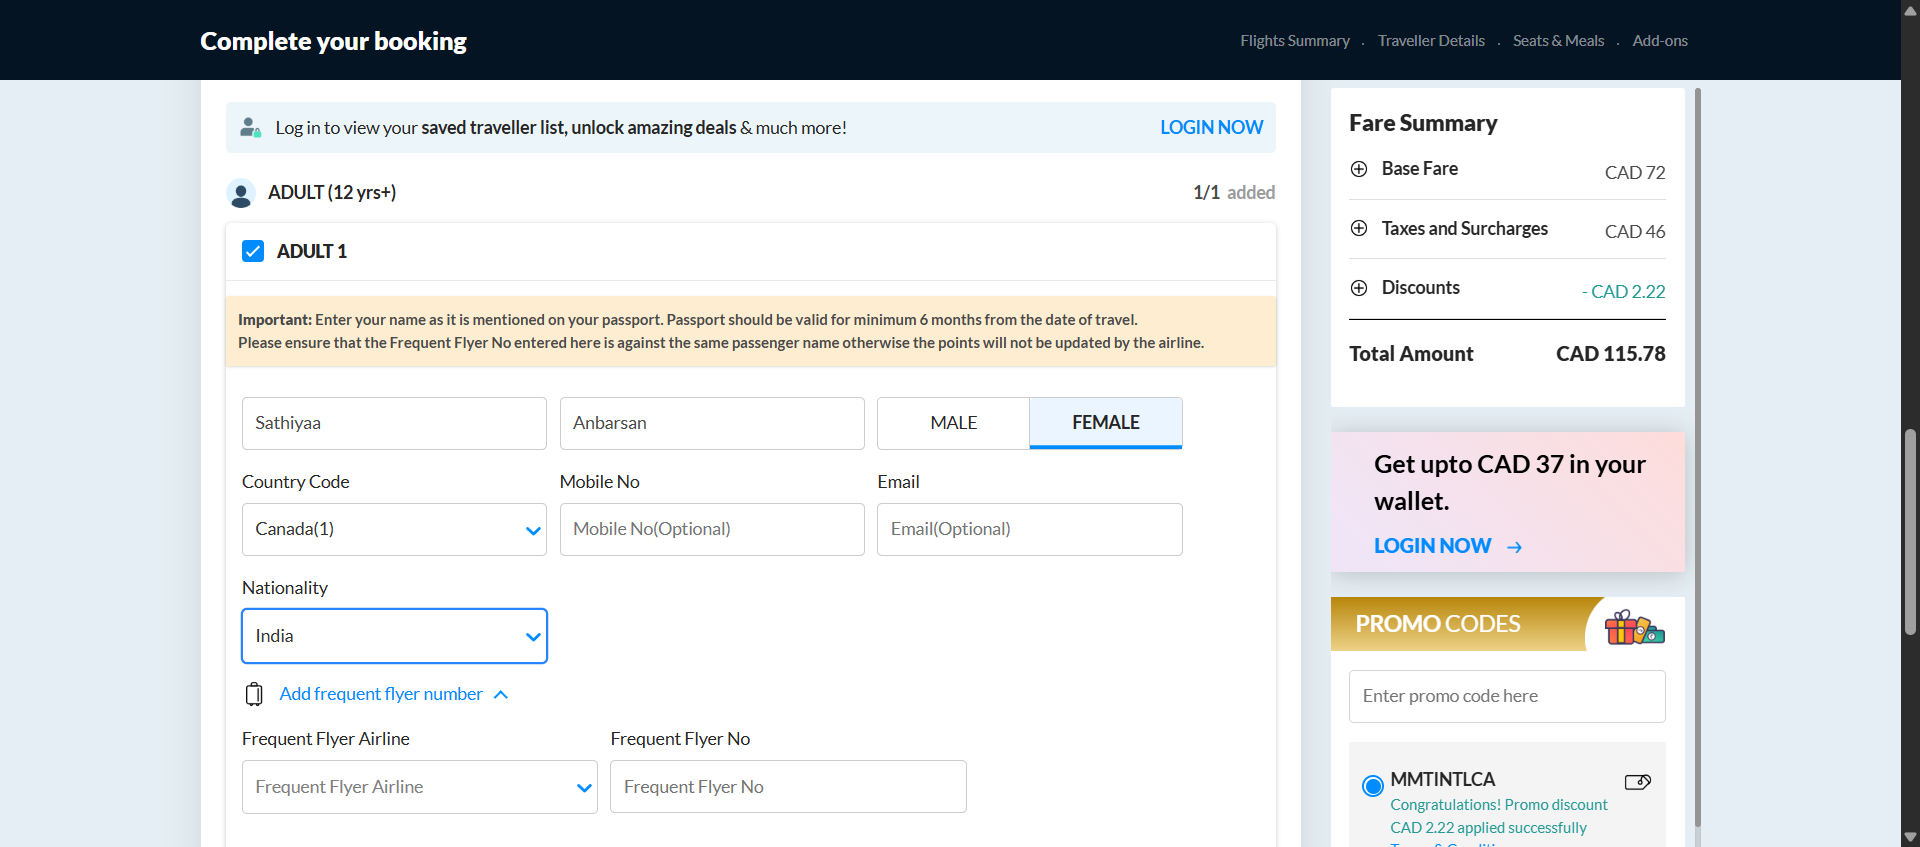 Complete your booking
Flights Summary . Traveller Details . Seats & Meals . Add-ons
Log in to view your saved traveller list, unlock amazing deals & much more!
LOGIN NOW
ADULT (12 yrs+)
1/1 added
ADULT 1
Important: Enter your name as it is mentioned on your passport. Passport should be valid for minimum 6 months from the date of travel.
Please ensure that the Frequent Flyer No entered here is against the same passenger name otherwise the points will not be updated by the airline.
Sathiyaa
Anbarsan
MALE
FEMALE
Country Code
Mobile No
Email
Canada(1)
Mobile No(Optional)
Email(Optional)
Nationality
India
Add frequent flyer number
Frequent Flyer Airline
Frequent Flyer No
Frequent Flyer Airline
Frequent Flyer No
Fare Summary
Base Fare
CAD 72
Taxes and Surcharges
CAD 46
Discounts
- CAD 2.22
Total Amount
CAD 115.78
Get upto CAD 37 in your
wallet.
LOGIN NOW
PROMO CODES
Enter promo code here
MMTINTLCA
Congratulations! Promo discount
CAD 2.22 applied successfully